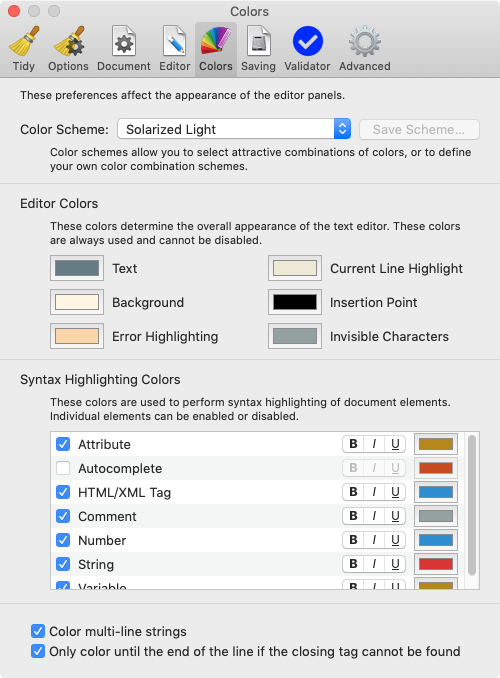 Colors
Tidy Options Document Editor Colors Saving Validator Advanced
These preferences affect the appearance of the editor panels.
Color Scheme: Solarized Light Save Scheme...
Color schemes allow you to select attractive combinations of colors, or to define
your own color combination schemes.
Editor Colors
These colors determine the overall appearance of the text editor. These colors
are always used and cannot be disabled.
Text Current Line Highlight
Background Insertion Point
Error Highlighting Invisible Characters
Syntax Highlighting Colors
These colors are used to perform syntax highlighting of document elements.
Individual elements can be enabled or disabled.
Attribute B I U
Autocomplete B I U
HTML/XML Tag B I U
Comment B I U
Number B I U
String B I U
Variable B I U
Color multi-line strings
Only color until the end of the line if the closing tag cannot be found